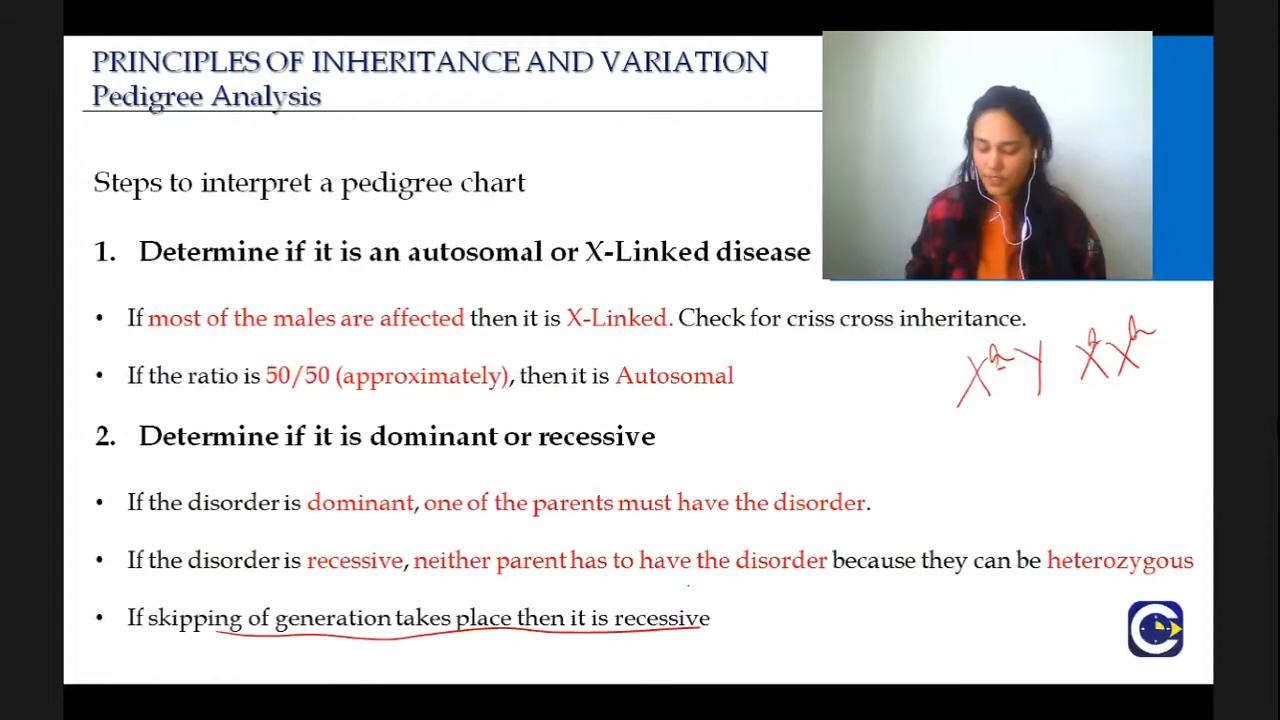 PRINCIPLES OF INHERITANCE AND VARIATION
Pedigree Analysis
Steps to interpret a pedigree chart
1. Determine if it is an autosomal or X-Linked disease
• If most of the males are affected then it is X-Linked. Check for criss cross inheritance.
X Y X X
• If the ratio is 50/50 (approximately), then it is Autosomal
2. Determine if it is dominant or recessive
• If the disorder is dominant, one of the parents must have the disorder.
• If the disorder is recessive, neither parent has to have the disorder because they can be heterozygous
• If skipping of generation takes place then it is recessive